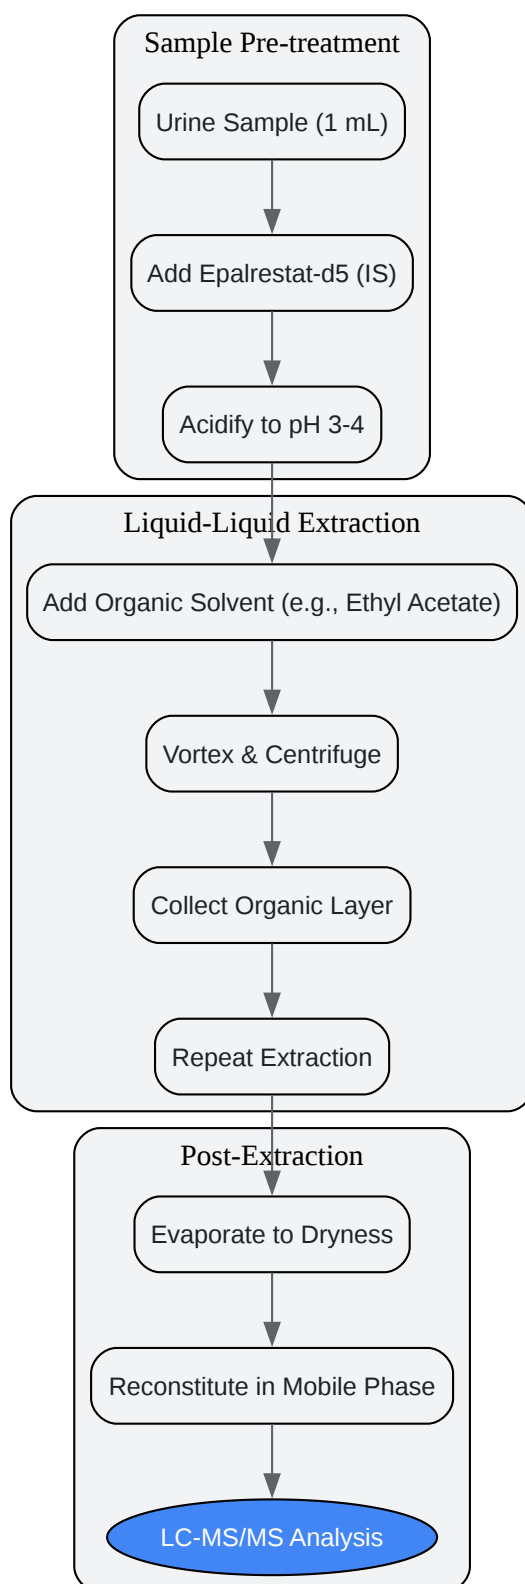 Sample Pre-treatment
Urine Sample (1 mL)
Add Epalrestat-d5 (IS)
Acidify to pH 3-4
Liquid-Liquid Extraction
Add Organic Solvent (e.g., Ethyl Acetate)
Vortex & Centrifuge
Collect Organic Layer
Repeat Extraction
Post-Extraction
Evaporate to Dryness
Reconstitute in Mobile Phase
LC-MS/MS Analysis